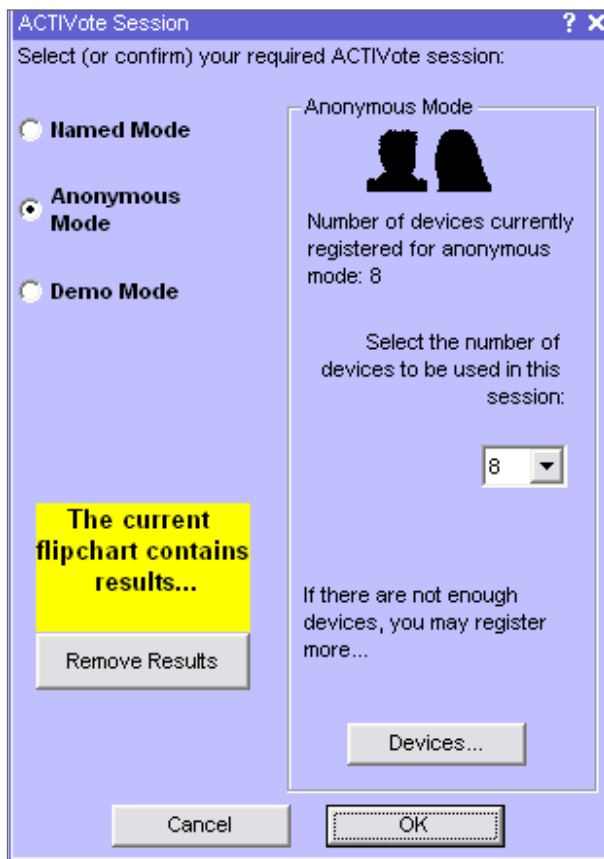 ACTIVote Session
? ×
Select (or confirm) your required ACTIVote session:
Named Mode
Anonymous
Mode
Demo Mode
The current
flipchart contains
results...
Remove Results
Anonymous Mode
Number of devices currently
registered for anonymous
mode: 8
Select the number of
devices to be used in this
session:
8
If there are not enough
devices, you may register
more...
Devices...
Cancel
OK